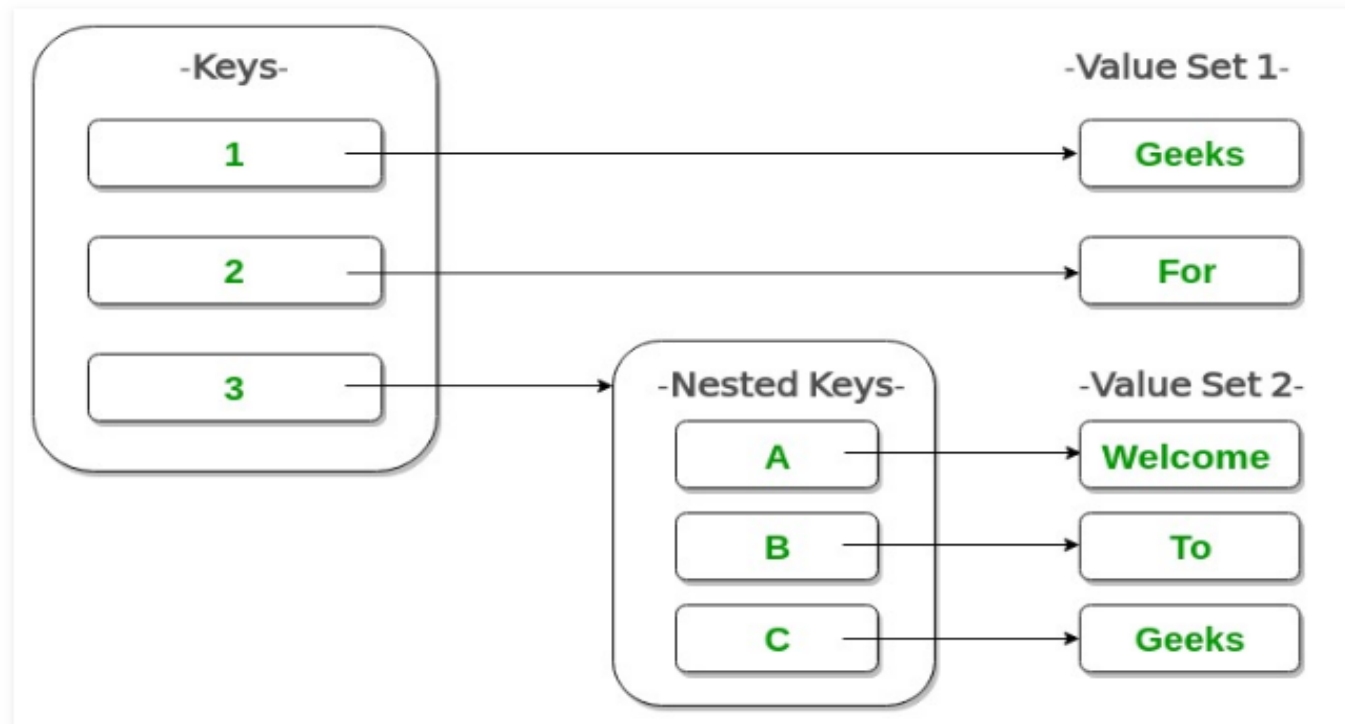 -Keys-
-Value Set 1-
1
Geeks
2
For
3
-Nested Keys-
-Value Set 2-
A
Welcome
B
To
C
Geeks